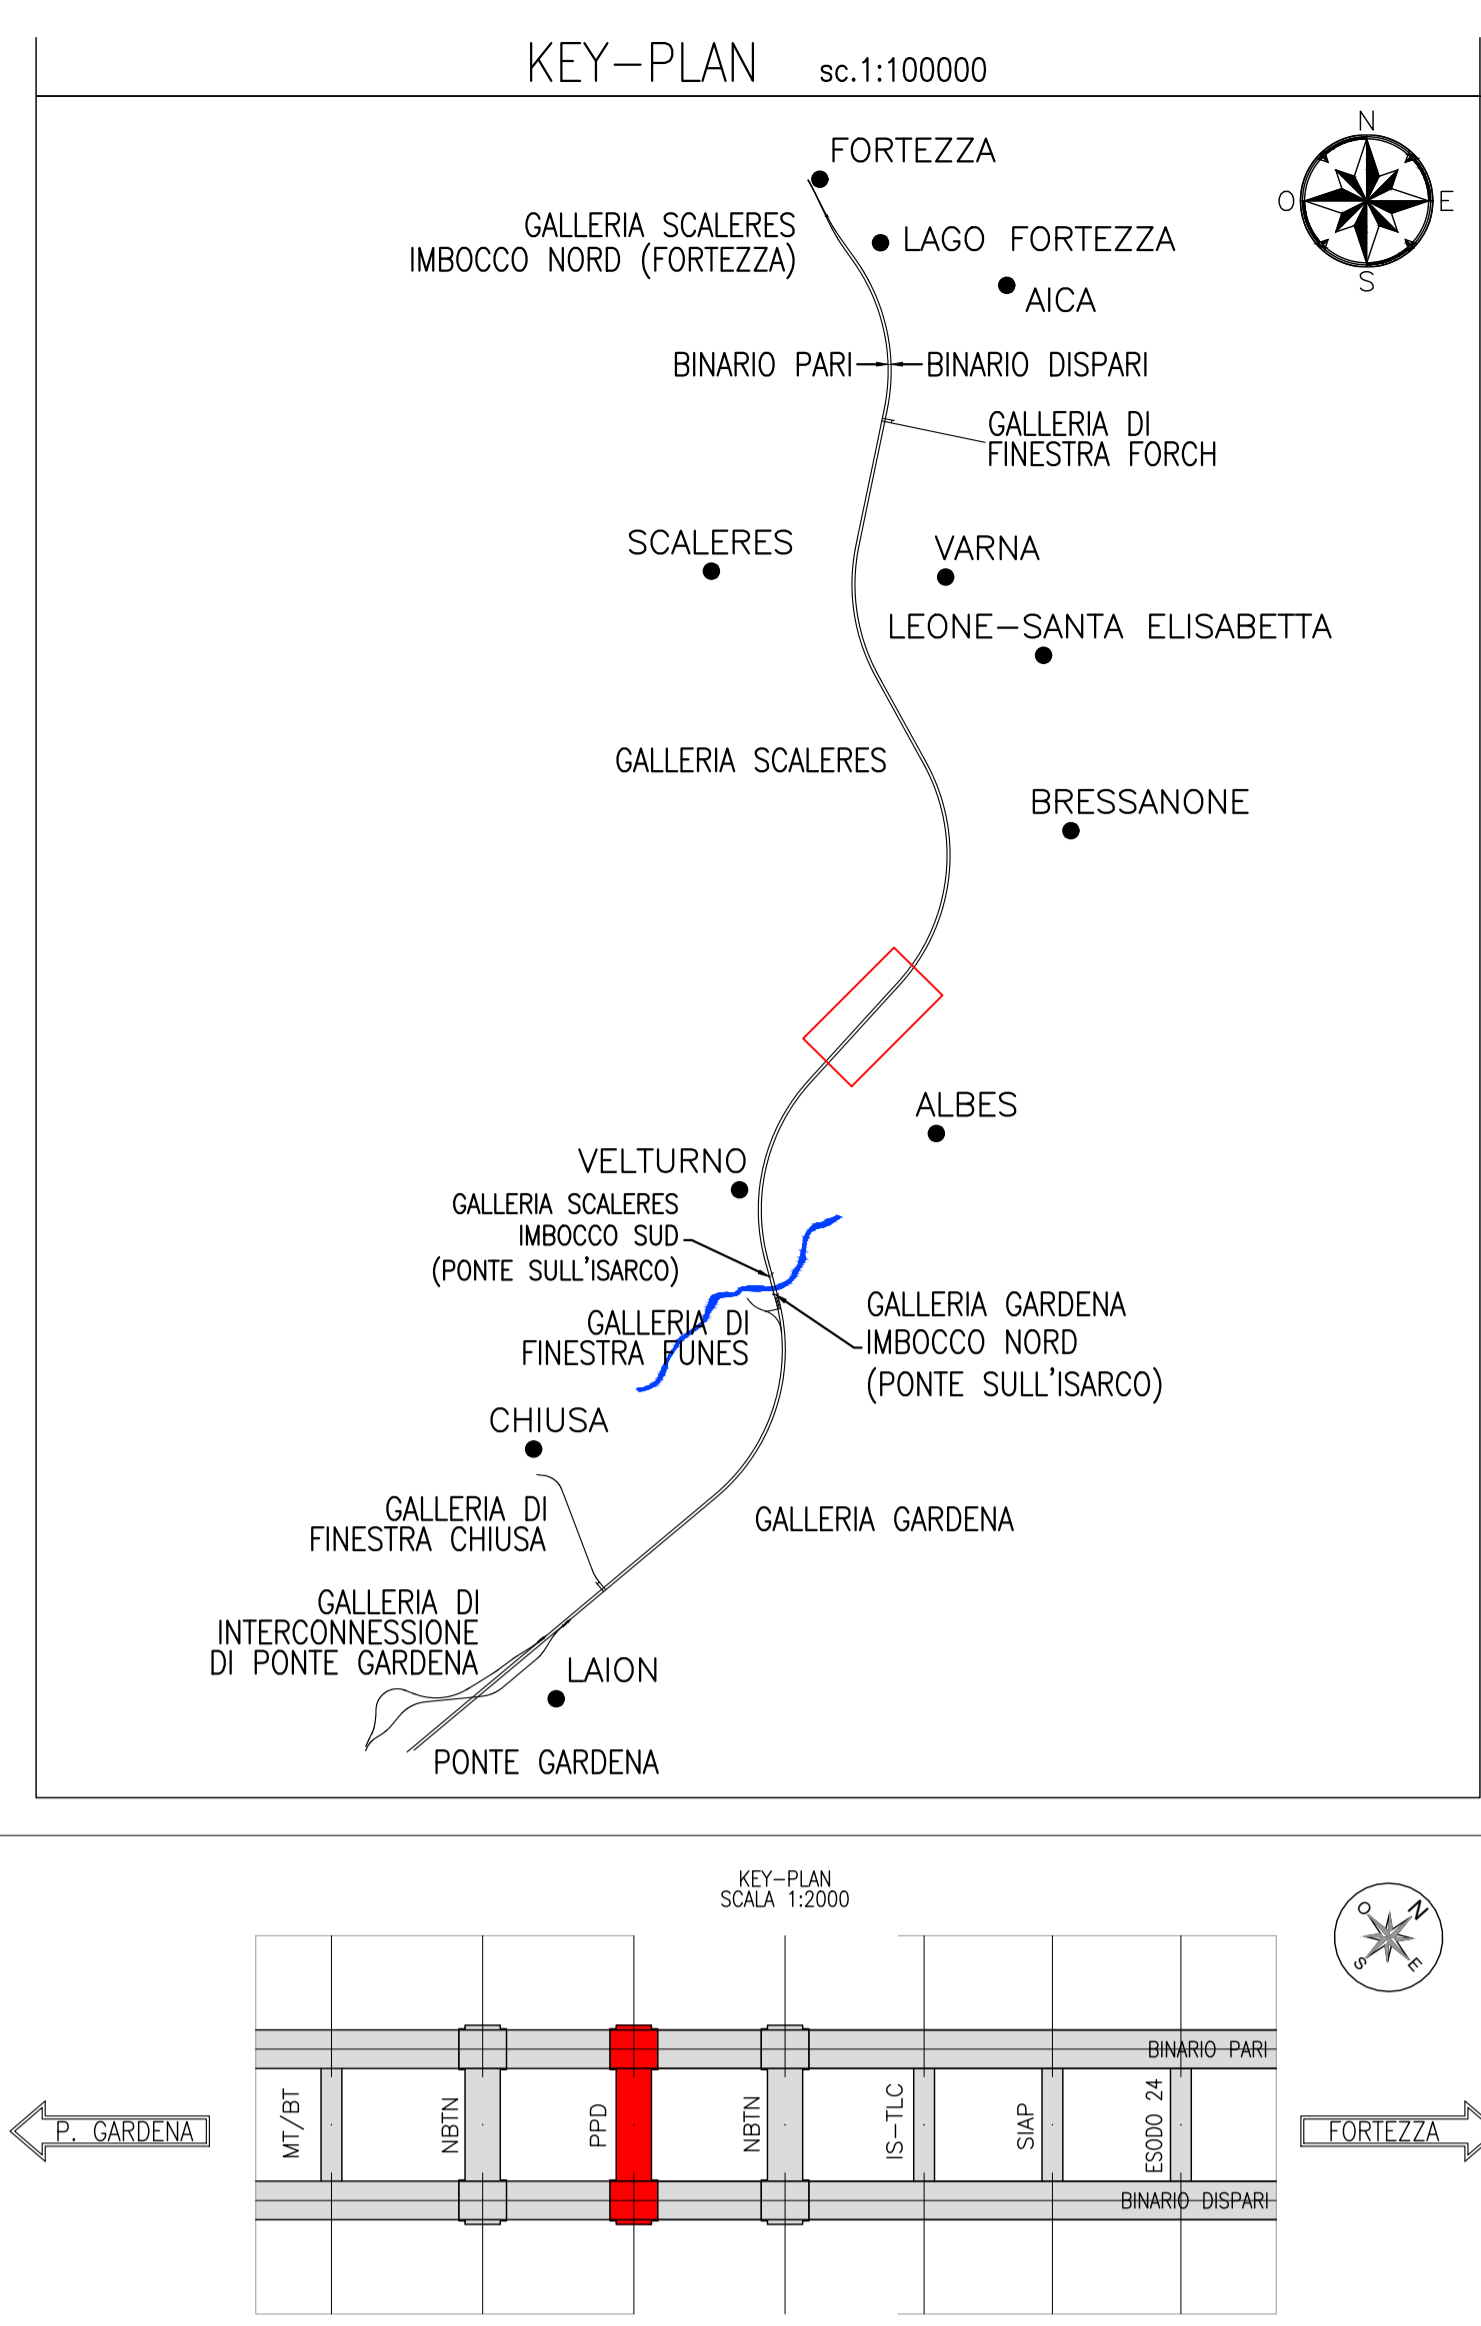 KEY-PLAN sc.1:100000
N
FORTEZZA
O
E
S
GALLERIA SCALERES
IMBOCCO NORD (FORTEZZA)
LAGO FORTEZZA
AICA
BINARIO PARI
BINARIO DISPARI
GALLERIA DI
FINESTRA FORCH
SCALERES
VARNA
LEONE-SANTA ELISABETTA
GALLERIA SCALERES
BRESSANONE
ALBES
VELTURNO
GALLERIA SCALERES
IMBOCCO SUD
(PONTE SULL'ISARCO)
GALLERIA DI
FINESTRA FUNES
GALLERIA GARDENA
IMBOCCO NORD
(PONTE SULL'ISARCO)
CHIUSA
GALLERIA DI
FINESTRA CHIUSA
GALLERIA GARDENA
GALLERIA DI
INTERCONNESSIONE
DI PONTE GARDENA
LAION
PONTE GARDENA
KEY-PLAN
SCALA 1:2000
O
N
S
E
BINARIO PARI
P. GARDENA
MT/BT
NBTN
PPD
NBTN
IS-TLC
SIAP
ESODO 24
FORTEZZA
BINARIO DISPARI